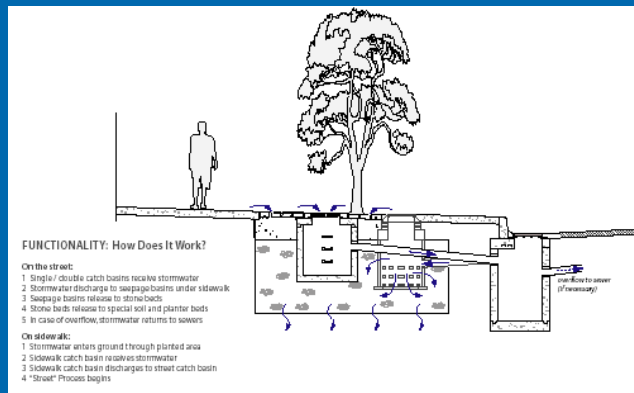 FUNCTIONALITY: How Does It Work?
On the street:
1 Single / double catch basins receive stormwater
2 Stormwater discharge to seepage basins under sidewalk
3 Seepage basins release to stone beds
4 Stone beds release to special soil and planter beds
5 In case of overflow, stormwater returns to sewers
On sidewalk:
1 Stormwater enters ground through planted area
2 Sidewalk catch basin receives stormwater
3 Sidewalk catch basin discharges to street catch basin
4 "Street" Process begins
overflow to sewer
(if necessary)